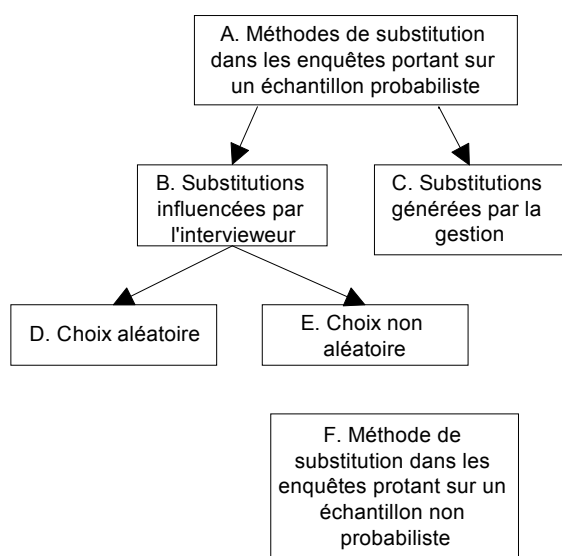 A. Méthodes de substitution
dans les enquêtes portant sur
un échantillon probabiliste
B. Substitutions
influencées par
l'intervieweur
C. Substitutions
générées par la
gestion
D. Choix aléatoire
E. Choix non
aléatoire
F. Méthode de
substitution dans les
enquêtes protant sur un
échantillon non
probabiliste